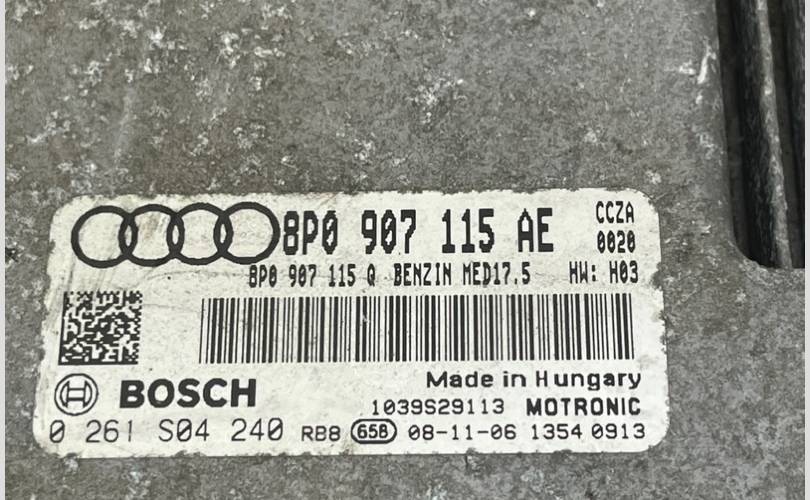 8P0 907 115 AE CCZA
0020
8P0 907 115 Q BENZIN MED17.5 HW: H03
BOSCH Made in Hungary
1039S29113 MOTRONIC
0 261 S04 240 RB8 658 08-11-06 1354 0913